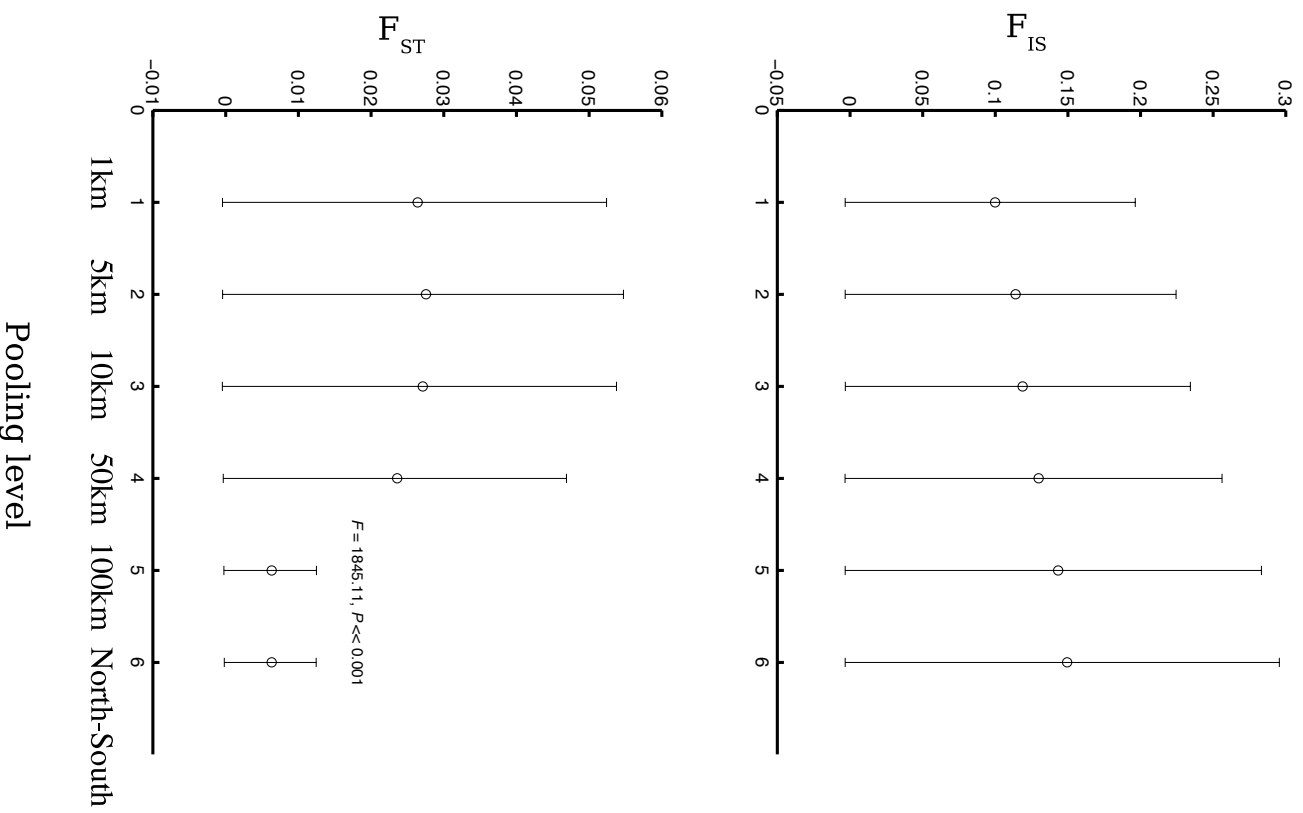 F_IS
0.3
0.25
0.2
0.15
0.1
0.05
0
−0.05
0 1 2 3 4 5 6
F_ST
0.06
0.05
0.04
0.03
0.02
0.01
0
−0.01
F = 1845.11, P << 0.001
0 1 2 3 4 5 6
1km 5km 10km 50km 100km North-South
Pooling level